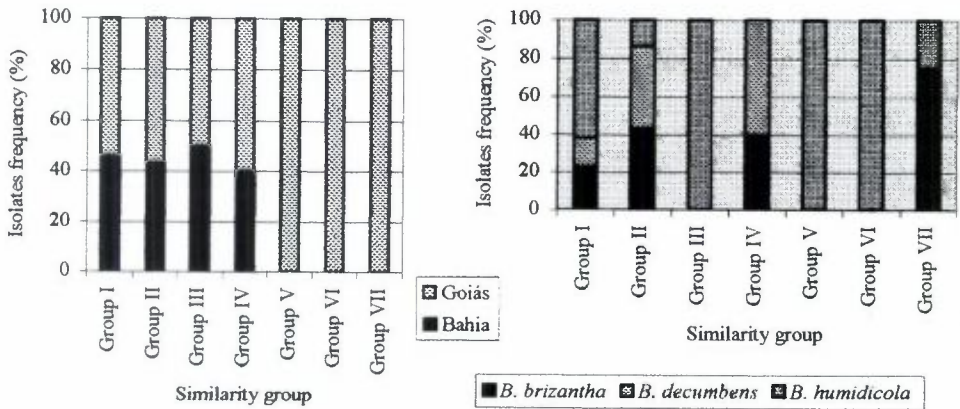 Isolates frequency (%)
100
80
60
40
20
0
Group I
Group II
Group III
Group IV
Group V
Group VI
Group VII
Similarity group
Goiás
Bahia
Isolates frequency (%)
100
80
60
40
20
0
Group I
Group II
Group III
Group IV
Group V
Group VI
Group VII
Similarity group
B. brizantha B. decumbens B. humidicola